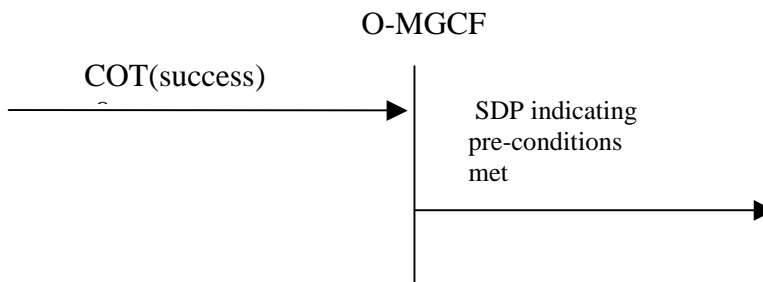 O-MGCF
COT(success)
SDP indicating
pre-conditions
met